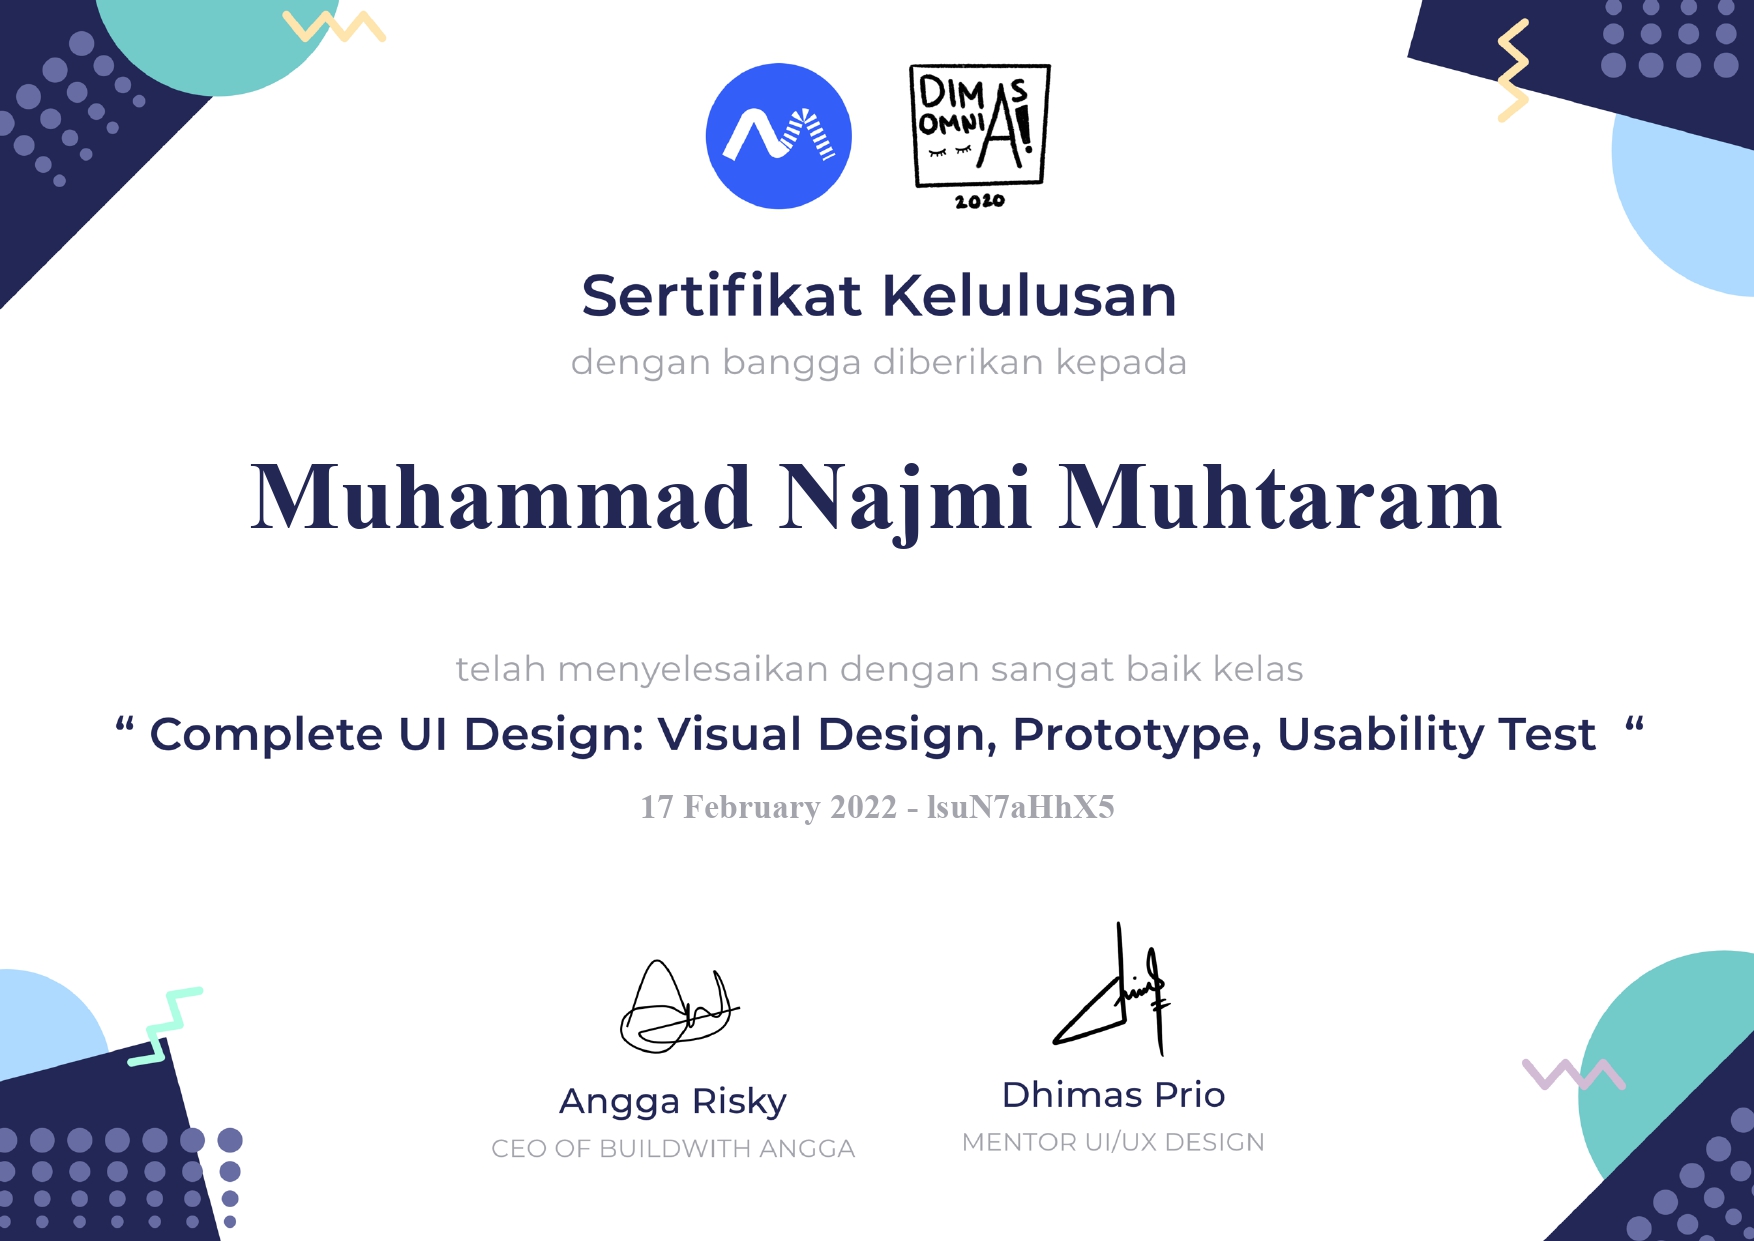 DIMAS
OMNIA!
2020
Sertifikat Kelulusan
dengan bangga diberikan kepada
Muhammad Najmi Muhtaram
telah menyelesaikan dengan sangat baik kelas
“ Complete UI Design: Visual Design, Prototype, Usability Test “
17 February 2022 - lsuN7aHhX5
Angga Risky
CEO OF BUILDWITH ANGGA
Dhimas Prio
MENTOR UI/UX DESIGN